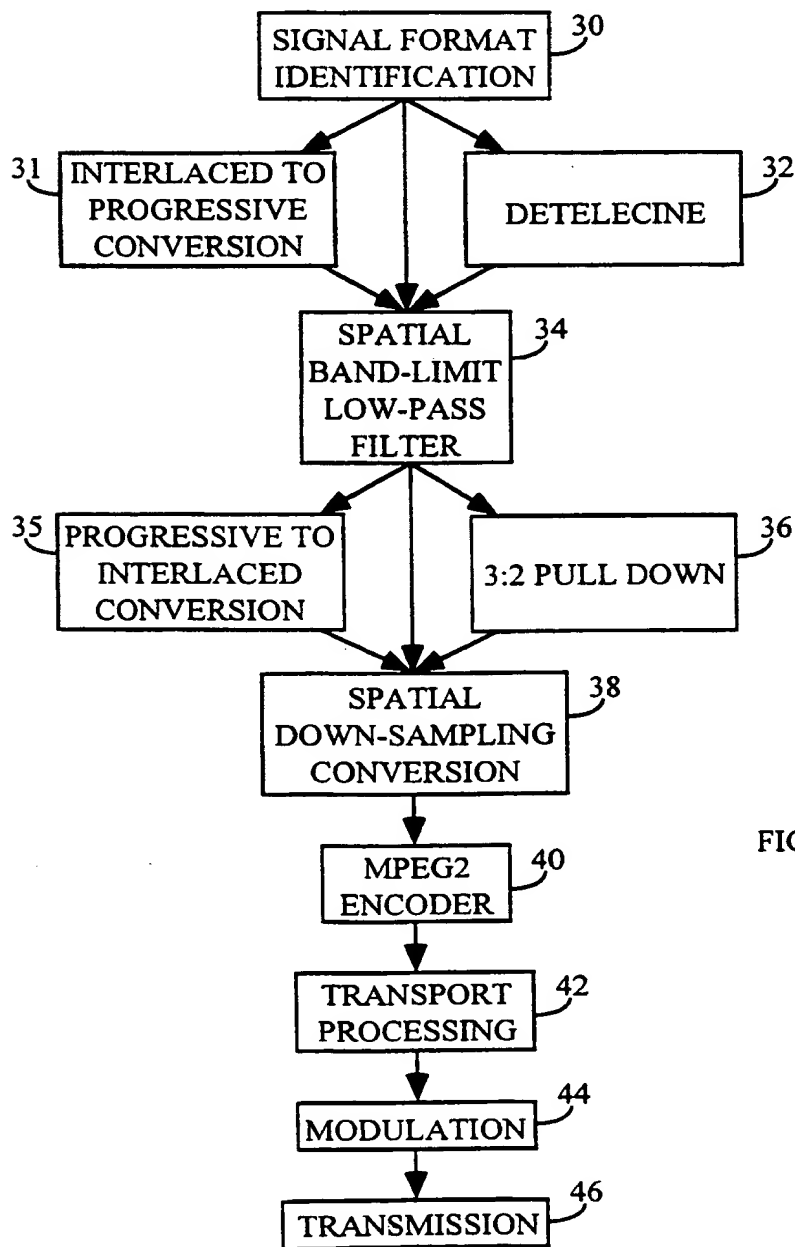 SIGNAL FORMAT
IDENTIFICATION
30
31
INTERLACED TO
PROGRESSIVE
CONVERSION
DETELECINE
32
SPATIAL
BAND-LIMIT
LOW-PASS
FILTER
34
35
PROGRESSIVE TO
INTERLACED
CONVERSION
3:2 PULL DOWN
36
SPATIAL
DOWN-SAMPLING
CONVERSION
38
MPEG2
ENCODER
40
TRANSPORT
PROCESSING
42
MODULATION
44
TRANSMISSION
46